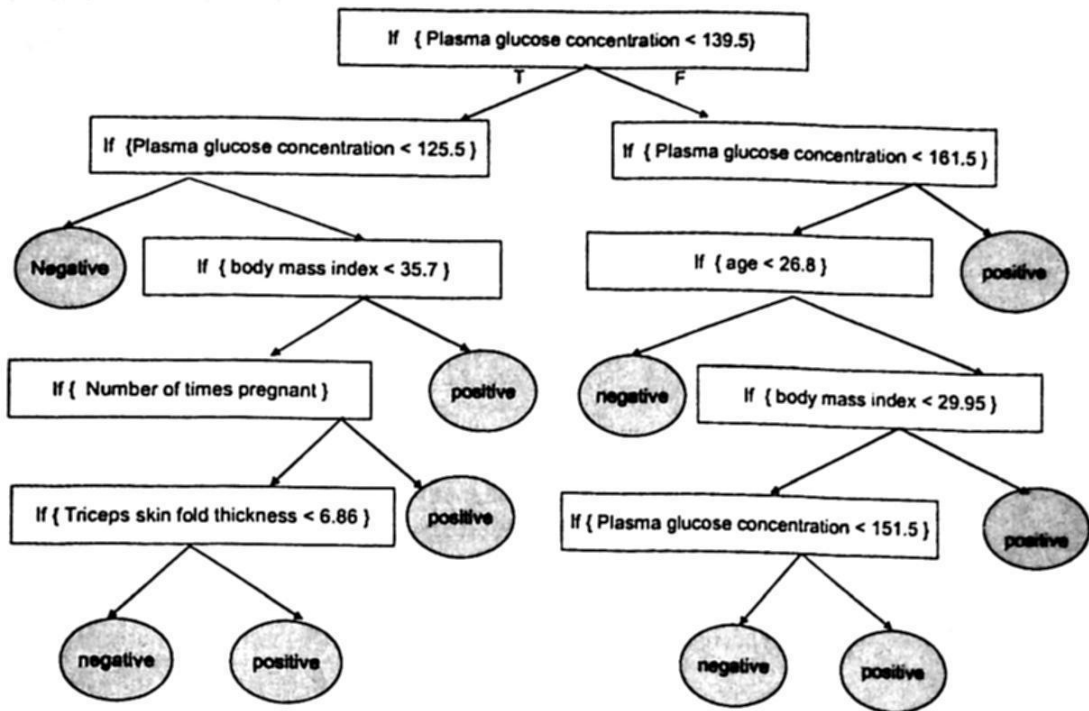 If { Plasma glucose concentration < 139.5}
T F
If {Plasma glucose concentration < 125.5 }
If { Plasma glucose concentration < 161.5 }
Negative
If { body mass index < 35.7 }
If { age < 26.8 }
positive
If { Number of times pregnant }
positive
negative
If { body mass index < 29.95 }
If { Triceps skin fold thickness < 6.86 }
positive
If { Plasma glucose concentration < 151.5 }
positive
negative
positive
negative
positive